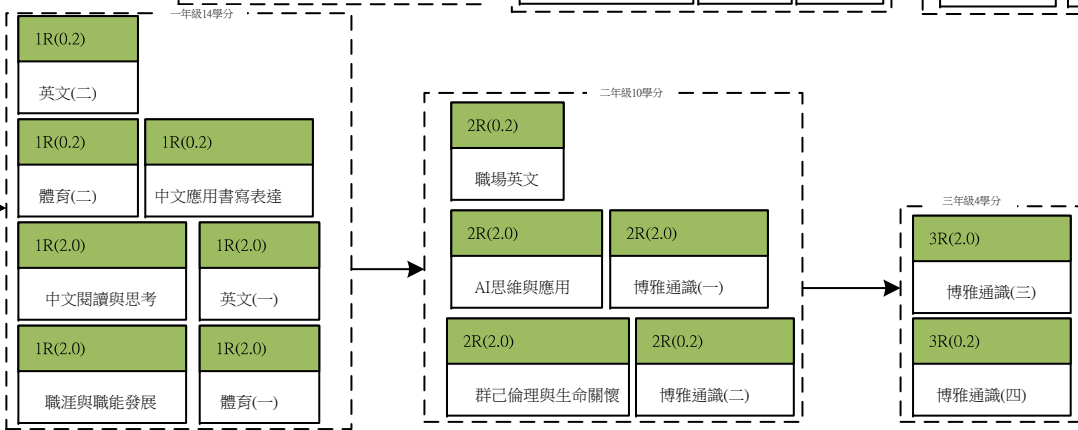 一年級14學分
1R(0.2)
英文(二)
1R(0.2)
體育(二)
1R(0.2)
中文應用書寫表達
1R(2.0)
中文閱讀與思考
1R(2.0)
英文(一)
1R(2.0)
職涯與職能發展
1R(2.0)
體育(一)
二年級10學分
2R(0.2)
職場英文
2R(2.0)
AI思維與應用
2R(2.0)
博雅通識(一)
2R(2.0)
群己倫理與生命關懷
2R(0.2)
博雅通識(二)
三年級4學分
3R(2.0)
博雅通識(三)
3R(0.2)
博雅通識(四)